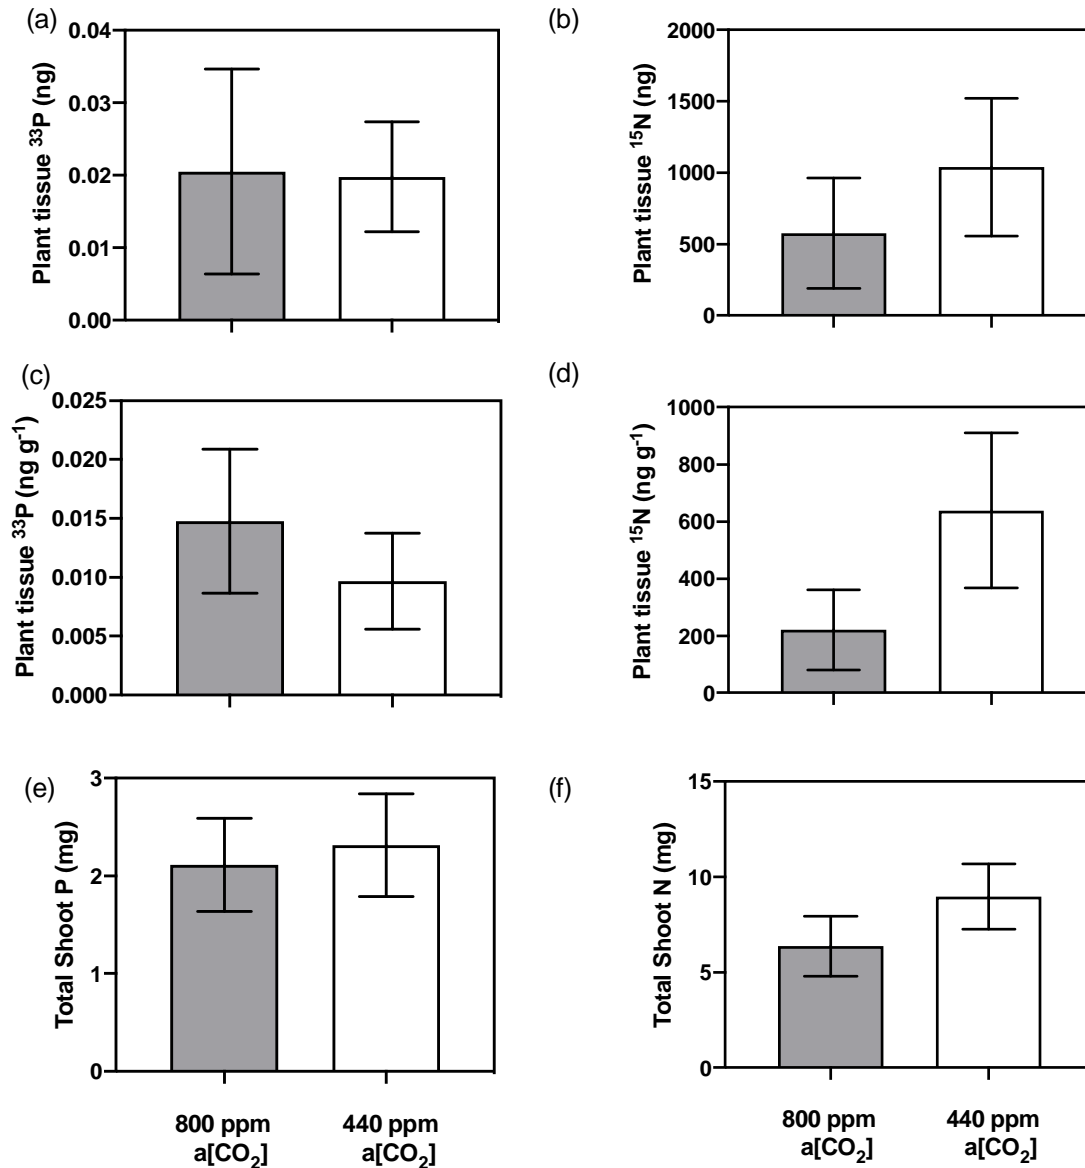 (a)
Plant tissue ³³P (ng)
0.04
0.03
0.02
0.01
0.00
(b)
Plant tissue ¹⁵N (ng)
2000
1500
1000
500
0
(c)
Plant tissue ³³P (ng g⁻¹)
0.025
0.020
0.015
0.010
0.005
0.000
(d)
Plant tissue ¹⁵N (ng g⁻¹)
1000
800
600
400
200
0
(e)
Total Shoot P (mg)
3
2
1
0
800 ppm
a[CO₂]
440 ppm
a[CO₂]
(f)
Total Shoot N (mg)
15
10
5
0
800 ppm
a[CO₂]
440 ppm
a[CO₂]